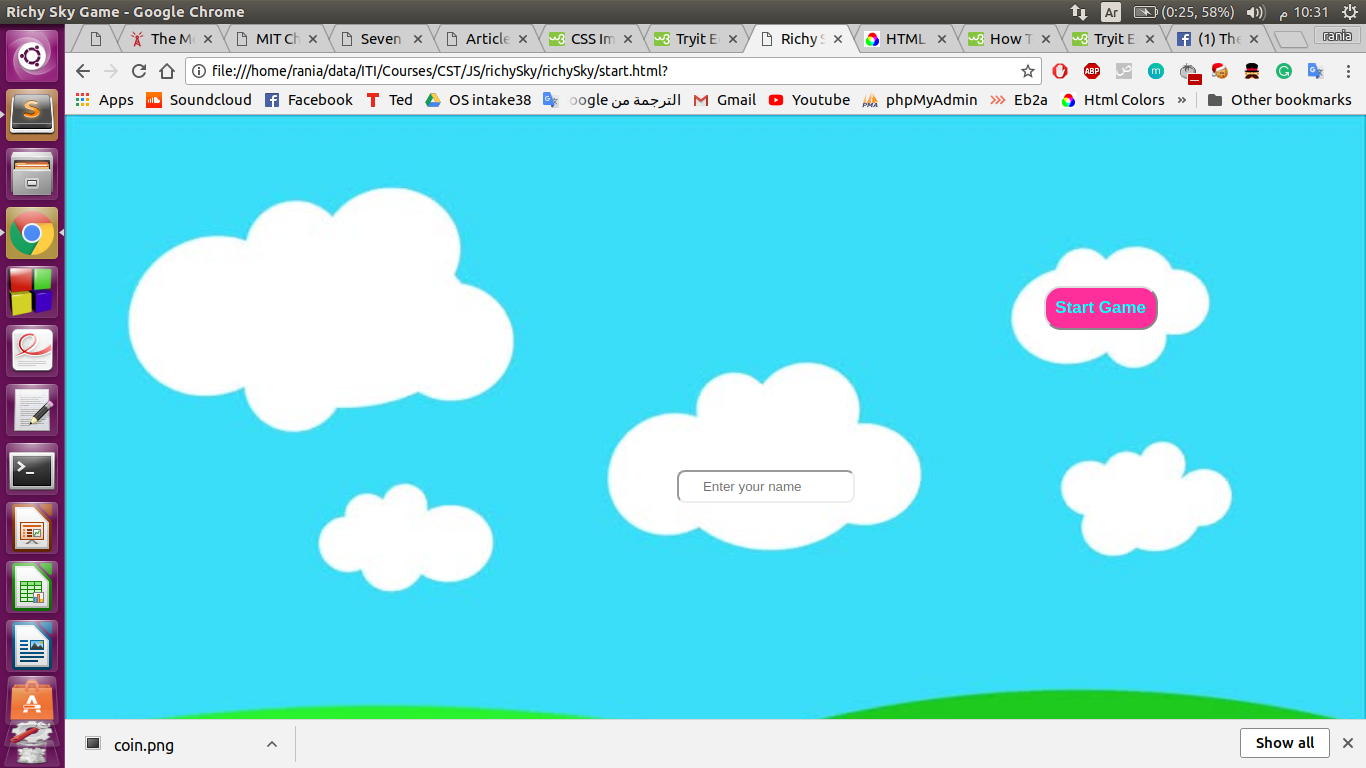 Richy Sky Game - Google Chrome
Ar (0:25, 58%) م 10:31
The M MIT Ch Seven Article CSS Im Tryit E Richy S HTML How T Tryit E (1) The rania
file:///home/rania/data/ITI/Courses/CST/JS/richySky/richySky/start.html?
Apps Soundcloud Facebook Ted OS intake38 الترجمة من oogle Gmail Youtube phpMyAdmin Eb2a Html Colors » Other bookmarks
Start Game
Enter your name
coin.png Show all